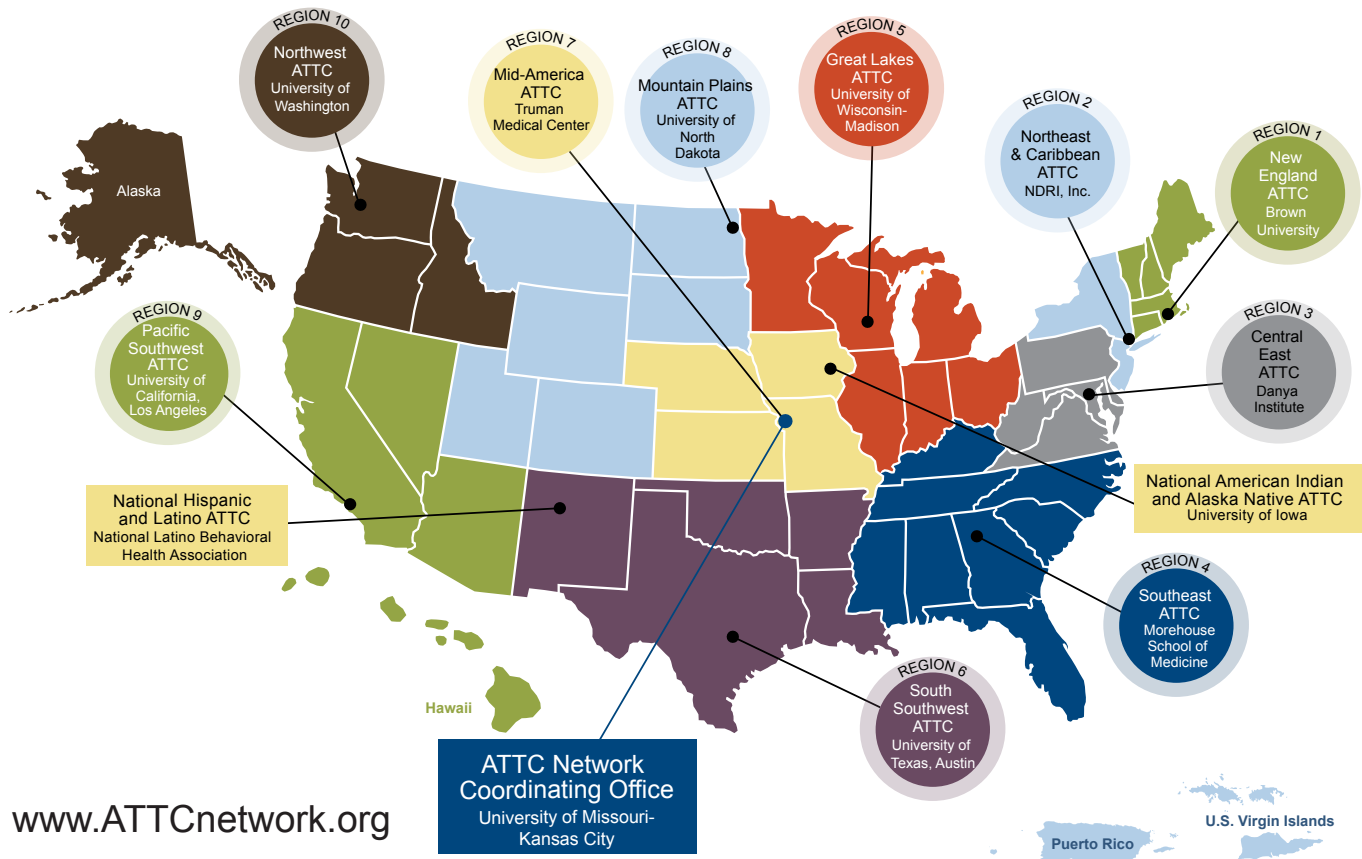 REGION 10
Northwest
ATTC
University of
Washington
REGION 7
Mid-America
ATTC
Truman
Medical Center
REGION 8
Mountain Plains
ATTC
University of
North
Dakota
REGION 5
Great Lakes
ATTC
University of
Wisconsin-
Madison
REGION 2
Northeast
& Caribbean
ATTC
NDRI, Inc.
REGION 1
New
England
ATTC
Brown
University
Alaska
REGION 9
Pacific
Southwest
ATTC
University of
California,
Los Angeles
REGION 3
Central
East
ATTC
Danya
Institute
National Hispanic
and Latino ATTC
National Latino Behavioral
Health Association
National American Indian
and Alaska Native ATTC
University of Iowa
REGION 4
Southeast
ATTC
Morehouse
School of
Medicine
Hawaii
REGION 6
South
Southwest
ATTC
University of
Texas, Austin
ATTC Network
Coordinating Office
University of Missouri-
Kansas City
www.ATTCnetwork.org
U.S. Virgin Islands
Puerto Rico